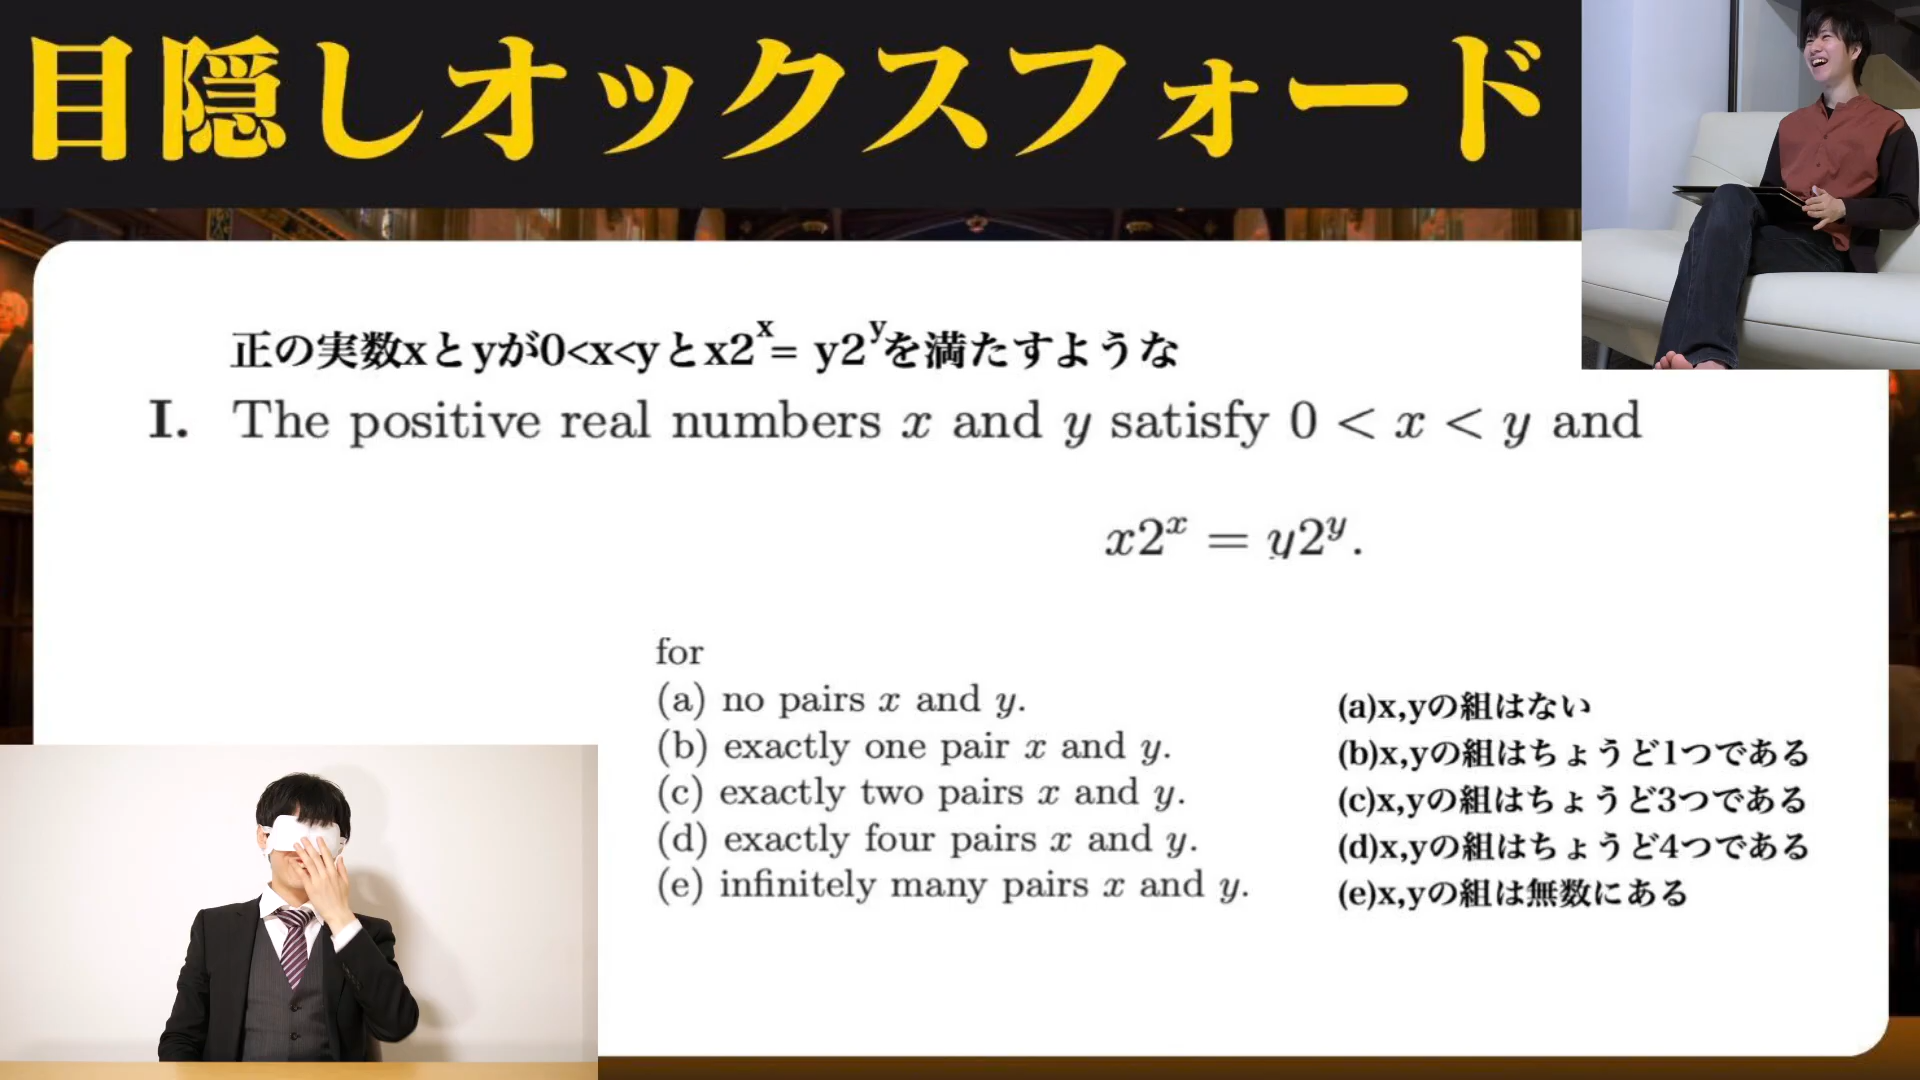 目隠しオックスフォード
正の実数xとyが0<x<yとx2^x= y2^yを満たすような
I. The positive real numbers x and y satisfy 0 < x < y and
x2^x = y2^y.
for
(a) no pairs x and y.
(b) exactly one pair x and y.
(c) exactly two pairs x and y.
(d) exactly four pairs x and y.
(e) infinitely many pairs x and y.
(a)x,yの組はない
(b)x,yの組はちょうど1つである
(c)x,yの組はちょうど3つである
(d)x,yの組はちょうど4つである
(e)x,yの組は無数にある